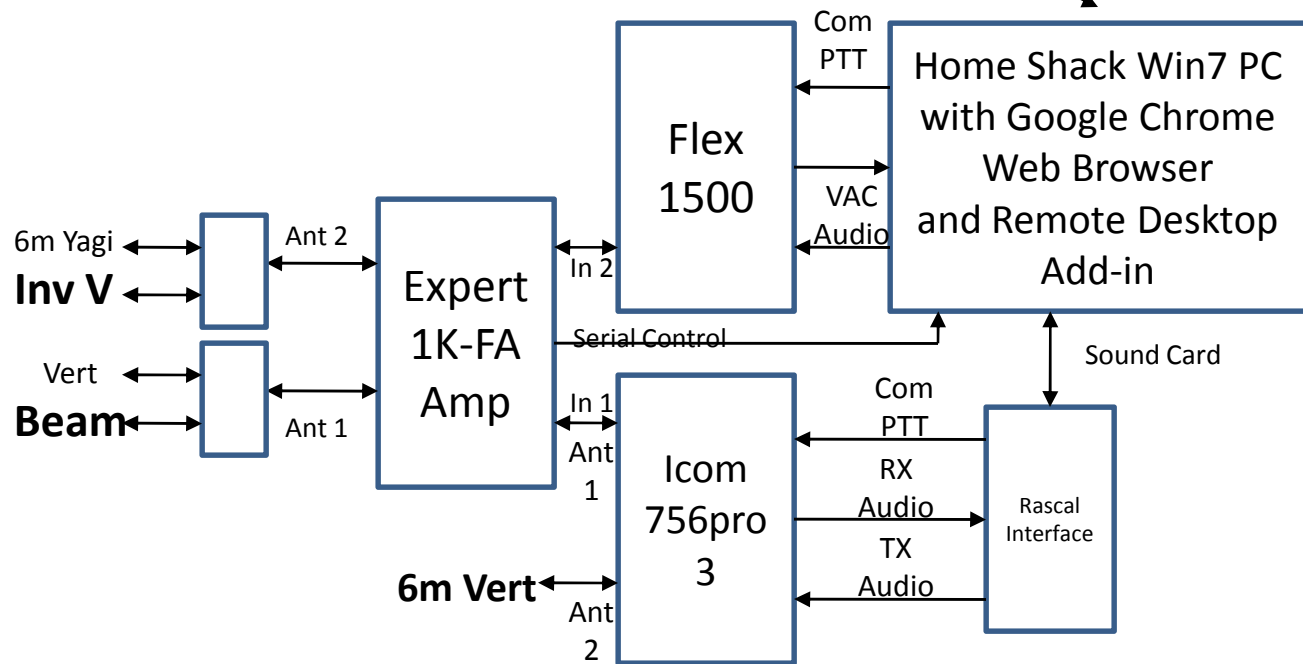 Com
PTT
Home Shack Win7 PC
with Google Chrome
Web Browser
and Remote Desktop
Add-in
Flex
1500
VAC
Audio
6m Yagi
Inv V
Ant 2
Expert
1K-FA
Amp
In 2
Serial Control
Vert
Beam
Ant 1
In 1
Ant
1
Sound Card
Com
PTT
RX
Audio
TX
Audio
Icom
756pro
3
Rascal
Interface
6m Vert
Ant
2